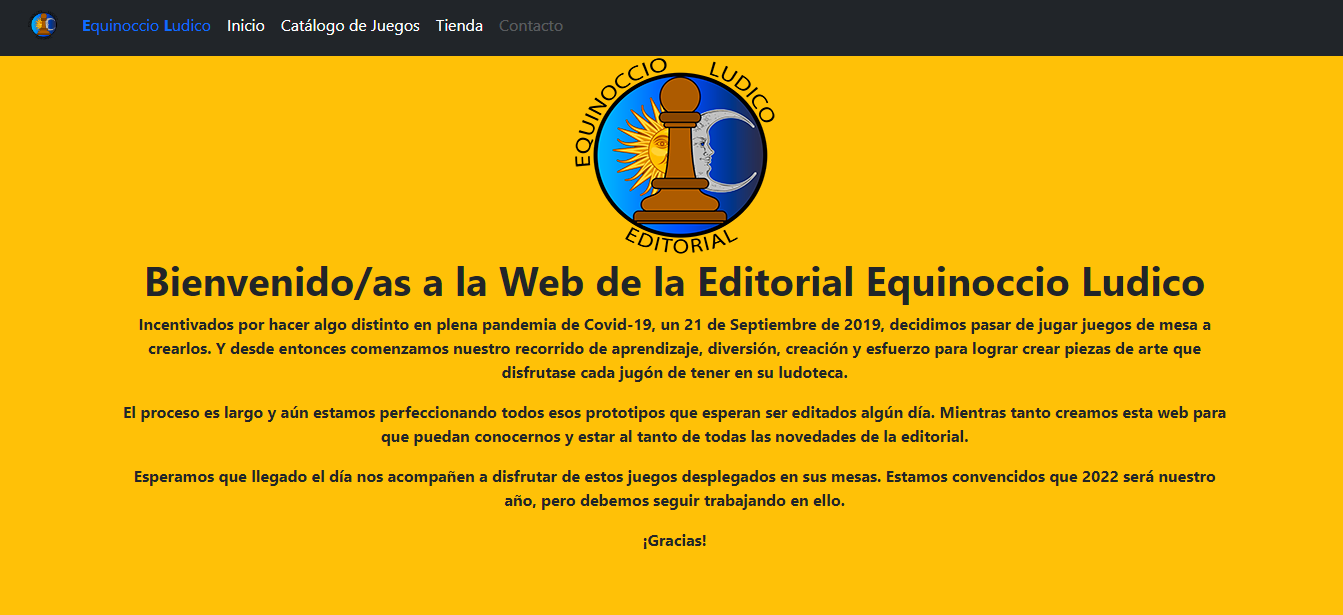 Equinoccio Ludico Inicio Catálogo de Juegos Tienda Contacto
EQUINOCCIO LUDICO
EDITORIAL
Bienvenido/as a la Web de la Editorial Equinoccio Ludico
Incentivados por hacer algo distinto en plena pandemia de Covid-19, un 21 de Septiembre de 2019, decidimos pasar de jugar juegos de mesa a
crearlos. Y desde entonces comenzamos nuestro recorrido de aprendizaje, diversión, creación y esfuerzo para lograr crear piezas de arte que
disfrutase cada jugón de tener en su ludoteca.
El proceso es largo y aún estamos perfeccionando todos esos prototipos que esperan ser editados algún día. Mientras tanto creamos esta web para
que puedan conocernos y estar al tanto de todas las novedades de la editorial.
Esperamos que llegado el día nos acompañen a disfrutar de estos juegos desplegados en sus mesas. Estamos convencidos que 2022 será nuestro
año, pero debemos seguir trabajando en ello.
¡Gracias!